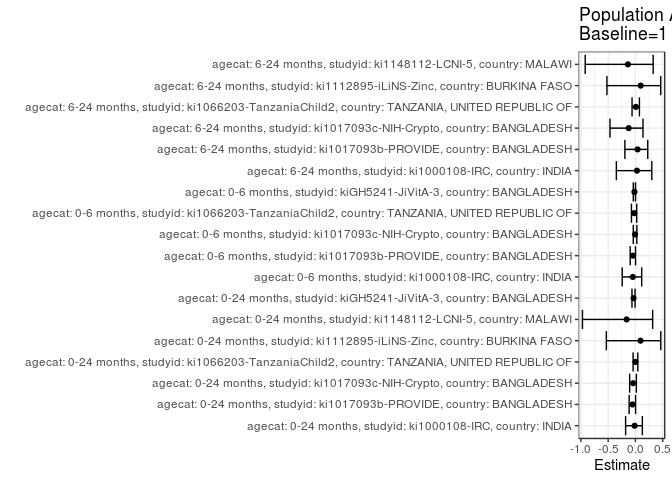 Population A
Baseline=1
agecat: 6-24 months, studyid: ki1148112-LCNI-5, country: MALAWI
agecat: 6-24 months, studyid: ki1112895-iLiNS-Zinc, country: BURKINA FASO
agecat: 6-24 months, studyid: ki1066203-TanzaniaChild2, country: TANZANIA, UNITED REPUBLIC OF
agecat: 6-24 months, studyid: ki1017093c-NIH-Crypto, country: BANGLADESH
agecat: 6-24 months, studyid: ki1017093b-PROVIDE, country: BANGLADESH
agecat: 6-24 months, studyid: ki1000108-IRC, country: INDIA
agecat: 0-6 months, studyid: kiGH5241-JiVitA-3, country: BANGLADESH
agecat: 0-6 months, studyid: ki1066203-TanzaniaChild2, country: TANZANIA, UNITED REPUBLIC OF
agecat: 0-6 months, studyid: ki1017093c-NIH-Crypto, country: BANGLADESH
agecat: 0-6 months, studyid: ki1017093b-PROVIDE, country: BANGLADESH
agecat: 0-6 months, studyid: ki1000108-IRC, country: INDIA
agecat: 0-24 months, studyid: kiGH5241-JiVitA-3, country: BANGLADESH
agecat: 0-24 months, studyid: ki1148112-LCNI-5, country: MALAWI
agecat: 0-24 months, studyid: ki1112895-iLiNS-Zinc, country: BURKINA FASO
agecat: 0-24 months, studyid: ki1066203-TanzaniaChild2, country: TANZANIA, UNITED REPUBLIC OF
agecat: 0-24 months, studyid: ki1017093c-NIH-Crypto, country: BANGLADESH
agecat: 0-24 months, studyid: ki1017093b-PROVIDE, country: BANGLADESH
agecat: 0-24 months, studyid: ki1000108-IRC, country: INDIA
-1.0 -0.5 0.0 0.5
Estimate